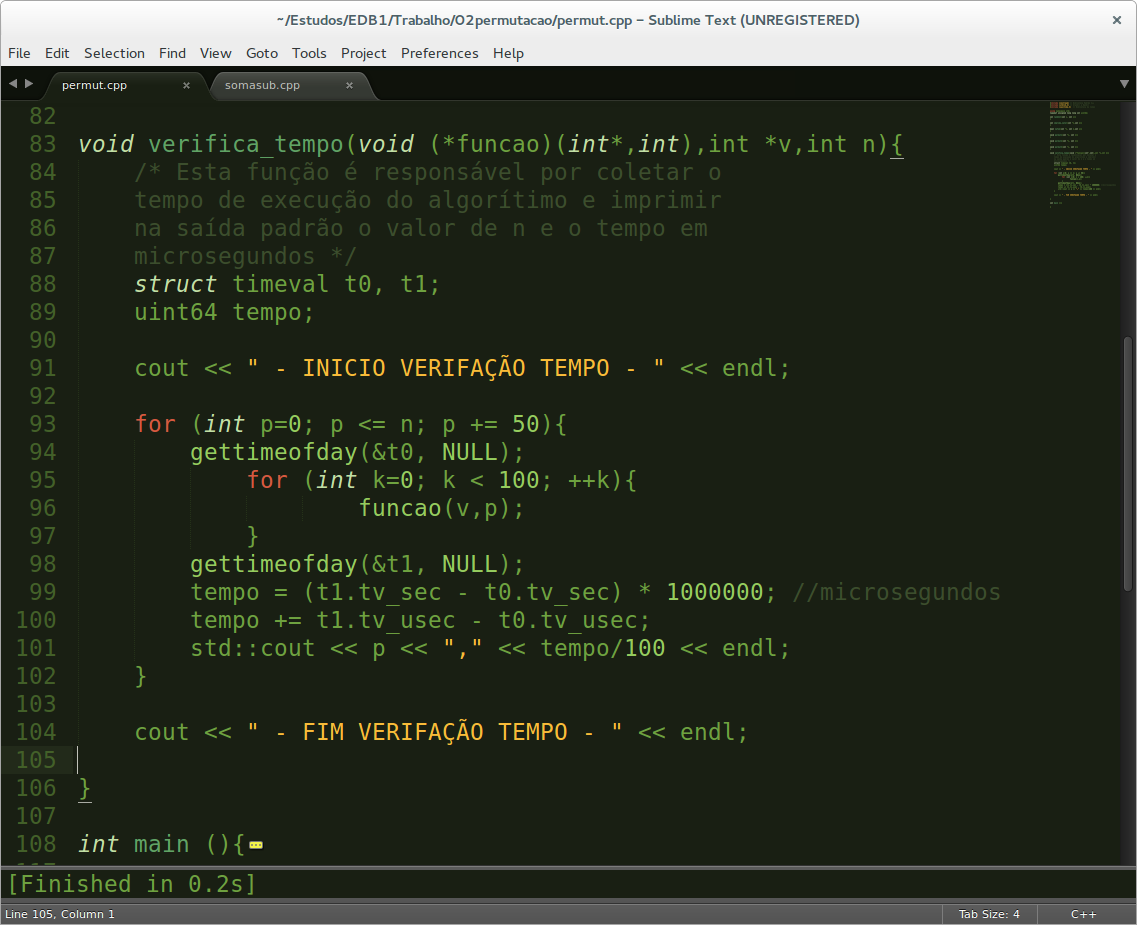 ~/Estudos/EDB1/Trabalho/O2permutacao/permut.cpp – Sublime Text (UNREGISTERED)
File Edit Selection Find View Goto Tools Project Preferences Help
permut.cpp somasub.cpp
82
83 void verifica_tempo(void (*funcao)(int*,int),int *v,int n){
84 /* Esta função é responsável por coletar o
85 tempo de execução do algorítimo e imprimir
86 na saída padrão o valor de n e o tempo em
87 microsegundos */
88 struct timeval t0, t1;
89 uint64 tempo;
90
91 cout << " - INICIO VERIFAÇÃO TEMPO - " << endl;
92
93 for (int p=0; p <= n; p += 50){
94 gettimeofday(&t0, NULL);
95 for (int k=0; k < 100; ++k){
96 funcao(v,p);
97 }
98 gettimeofday(&t1, NULL);
99 tempo = (t1.tv_sec - t0.tv_sec) * 1000000; //microsegundos
100 tempo += t1.tv_usec - t0.tv_usec;
101 std::cout << p << "," << tempo/100 << endl;
102 }
103
104 cout << " - FIM VERIFAÇÃO TEMPO - " << endl;
105
106 }
107
108 int main (){
[Finished in 0.2s]
Line 105, Column 1 Tab Size: 4 C++